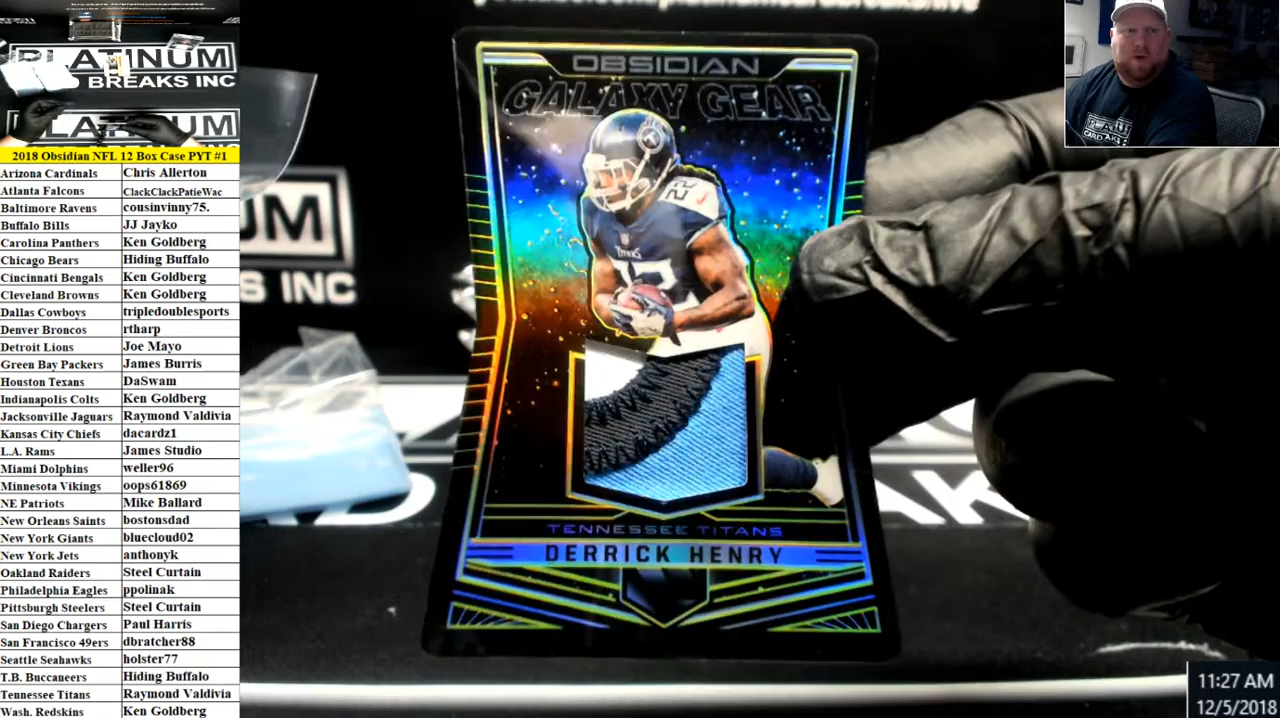 PLATINUM
BREAKS INC
PLATINUM
2018 Obsidian NFL 12 Box Case PYT #1
Arizona Cardinals Chris Allerton
Atlanta Falcons ClackClackPatieWac
Baltimore Ravens cousinvinny75.
Buffalo Bills JJ Jayko
Carolina Panthers Ken Goldberg
Chicago Bears Hiding Buffalo
Cincinnati Bengals Ken Goldberg
Cleveland Browns Ken Goldberg
Dallas Cowboys tripledoublesports
Denver Broncos rtharp
Detroit Lions Joe Mayo
Green Bay Packers James Burris
Houston Texans DaSwam
Indianapolis Colts Ken Goldberg
Jacksonville Jaguars Raymond Valdivia
Kansas City Chiefs dacardz1
L.A. Rams James Studio
Miami Dolphins weller96
Minnesota Vikings oops61869
NE Patriots Mike Ballard
New Orleans Saints bostonsdad
New York Giants bluecloud02
New York Jets anthonyk
Oakland Raiders Steel Curtain
Philadelphia Eagles ppolinak
Pittsburgh Steelers Steel Curtain
San Diego Chargers Paul Harris
San Francisco 49ers dbratcher88
Seattle Seahawks holster77
T.B. Buccaneers Hiding Buffalo
Tennessee Titans Raymond Valdivia
Wash. Redskins Ken Goldberg
OBSIDIAN
GALAXY GEAR
22
TITANS
22
TENNESSEE TITANS
DERRICK HENRY
UM
S INC
PLATINUM
11:27 AM
12/5/2018